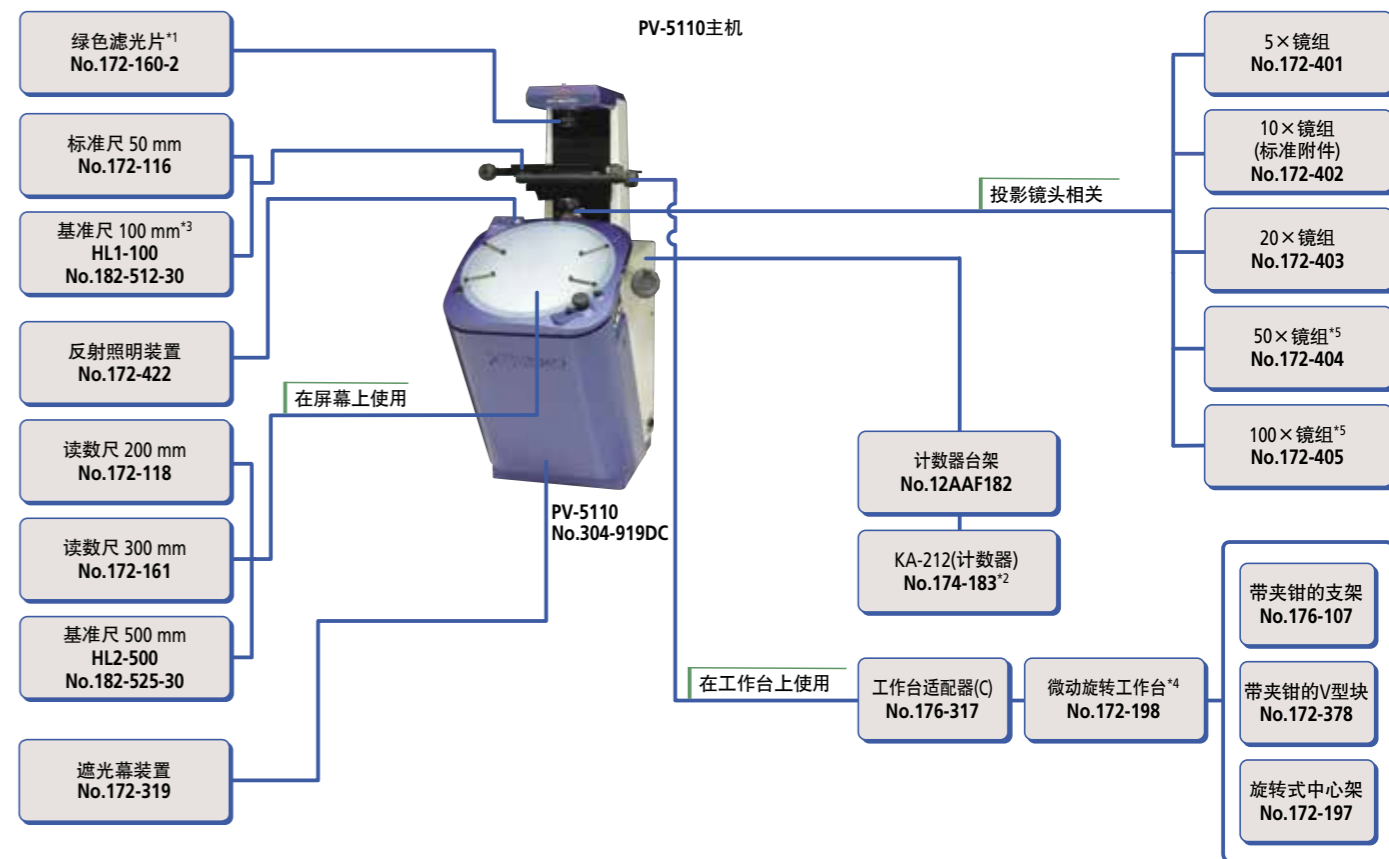 PV-5110主机
绿色滤光片*1
No.172-160-2
标准尺 50 mm
No.172-116
基准尺 100 mm*3
HL1-100
No.182-512-30
反射照明装置
No.172-422
在屏幕上使用
读数尺 200 mm
No.172-118
读数尺 300 mm
No.172-161
基准尺 500 mm
HL2-500
No.182-525-30
遮光幕装置
No.172-319
PV-5110
No.304-919DC
投影镜头相关
5×镜组
No.172-401
10×镜组
(标准附件)
No.172-402
20×镜组
No.172-403
50×镜组*5
No.172-404
100×镜组*5
No.172-405
计数器台架
No.12AAF182
KA-212(计数器)
No.174-183*2
在工作台上使用
工作台适配器(C)
No.176-317
微动旋转工作台*4
No.172-198
带夹钳的支架
No.176-107
带夹钳的V型块
No.172-378
旋转式中心架
No.172-197